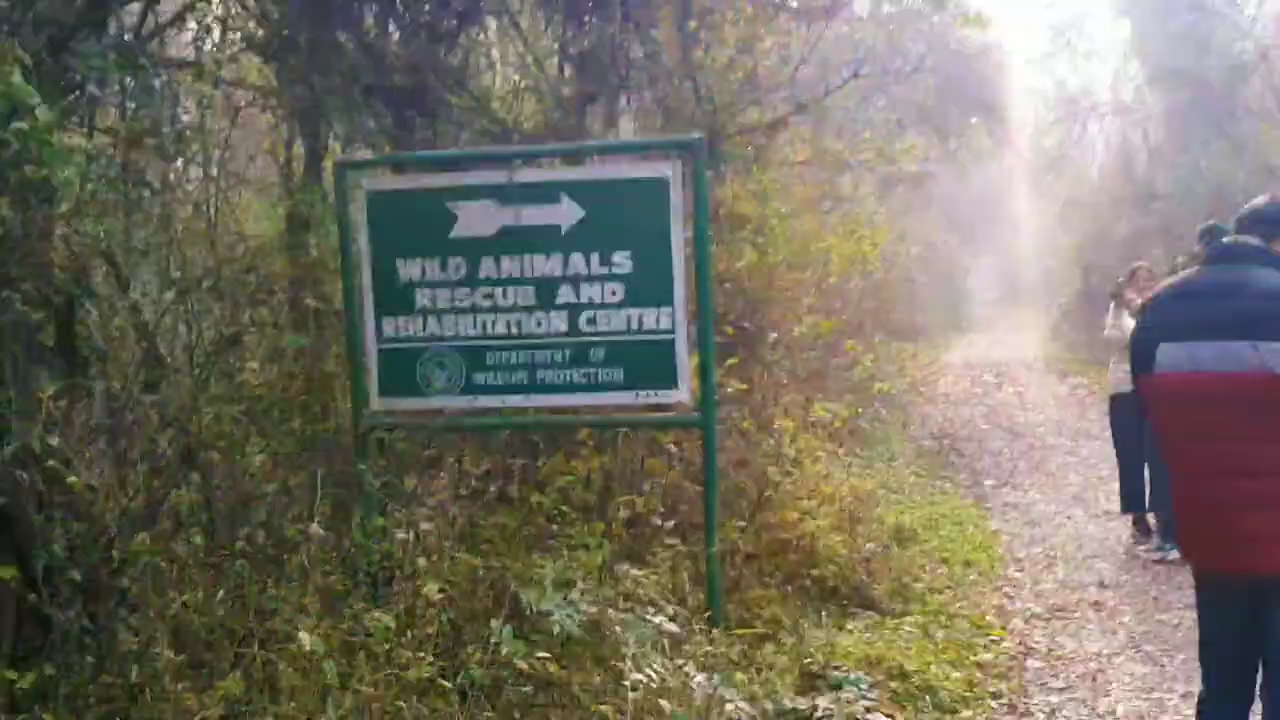 WILD ANIMALS
RESCUE AND
REHABILITATION CENTRE
DEPARTMENT OF
WILDLIFE PROTECTION